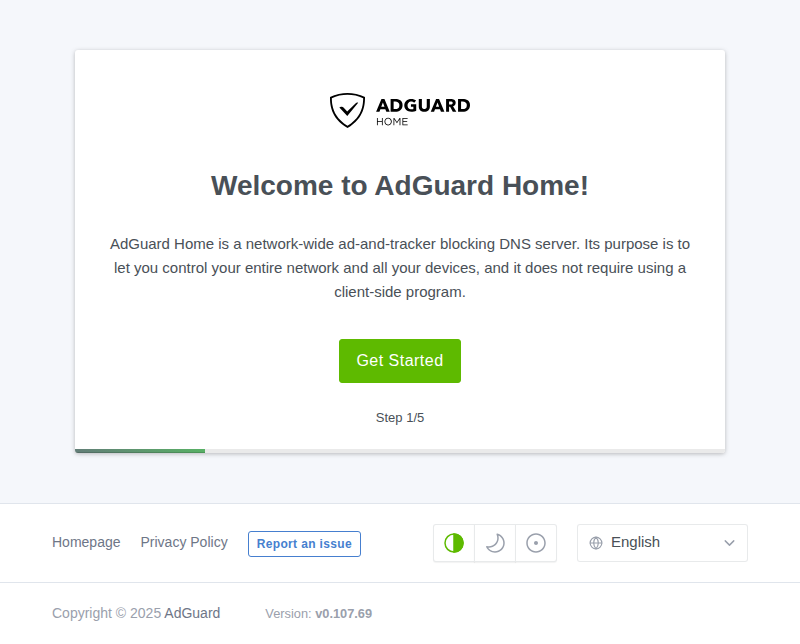 ADGUARD
HOME
Welcome to AdGuard Home!
AdGuard Home is a network-wide ad-and-tracker blocking DNS server. Its purpose is to
let you control your entire network and all your devices, and it does not require using a
client-side program.
Get Started
Step 1/5
Homepage Privacy Policy Report an issue English
Copyright © 2025 AdGuard Version: v0.107.69